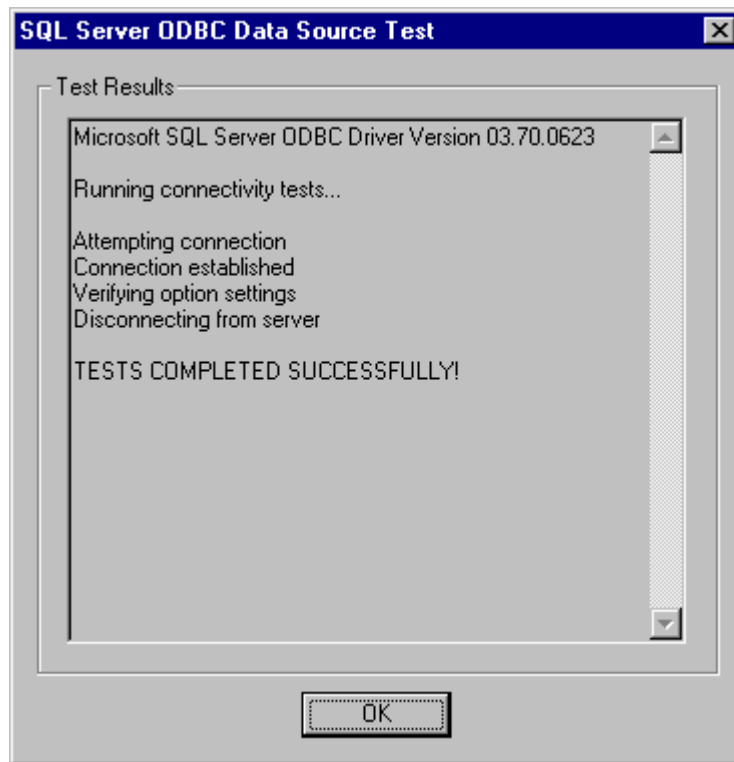 SQL Server ODBC Data Source Test
Test Results
Microsoft SQL Server ODBC Driver Version 03.70.0623
Running connectivity tests...
Attempting connection
Connection established
Verifying option settings
Disconnecting from server
TESTS COMPLETED SUCCESSFULLY!
OK